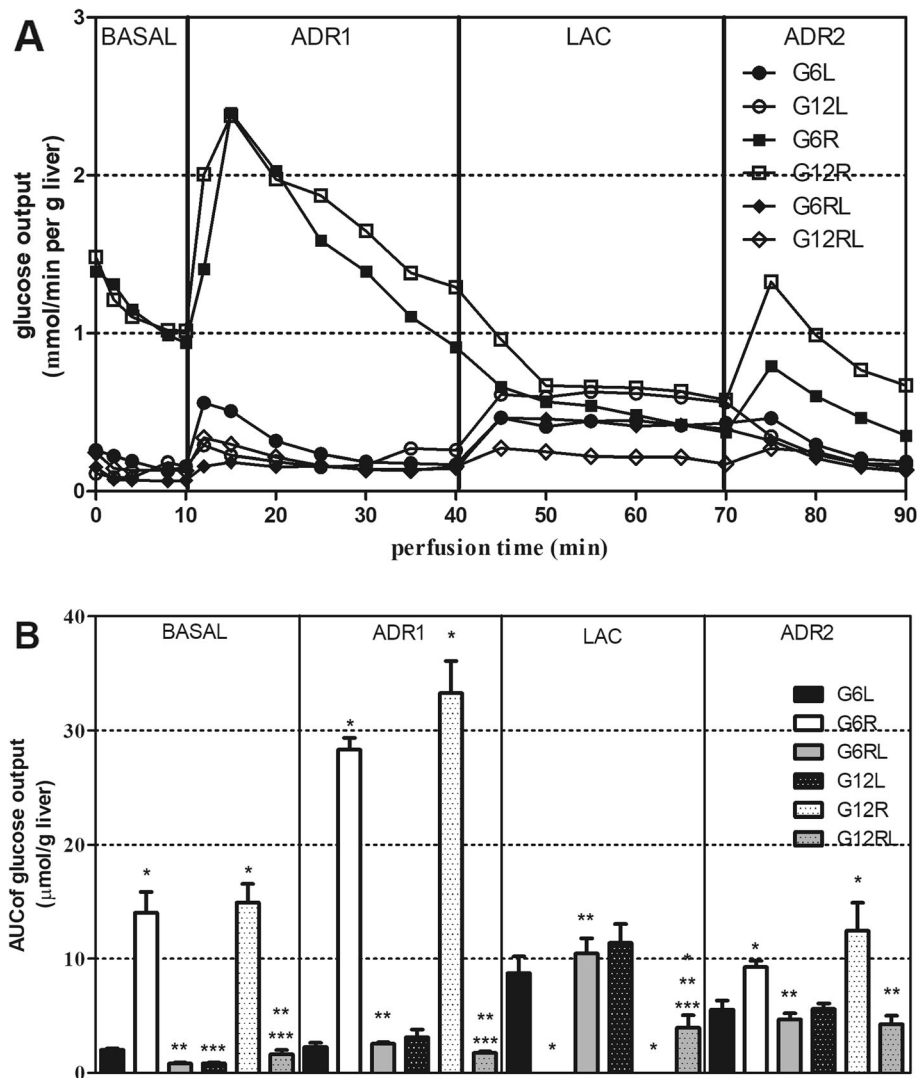 A
BASAL ADR1 LAC ADR2
3
2
1
0
glucose output
(mmol/min per g liver)
G6L
G12L
G6R
G12R
G6RL
G12RL
0 10 20 30 40 50 60 70 80 90
perfusion time (min)
B
BASAL ADR1 LAC ADR2
40
30
20
10
0
AUCof glucose output
(μmol/g liver)
G6L
G6R
G6RL
G12L
G12R
G12RL
* ** *** * ** ***
* ** * ** ***
* ** * * ** ***
* ** * **